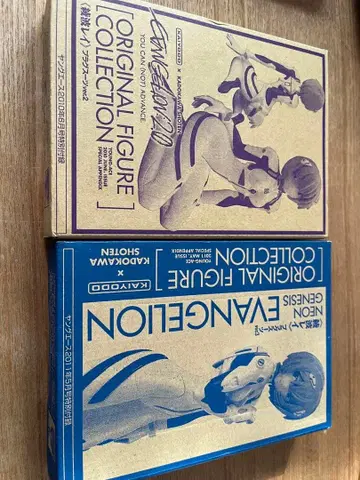 KAIYODO × KADOKAWA SHOTEN
EVANGELION:2.0
YOU CAN (NOT) ADVANCE.
[ORIGINAL FIGURE
COLLECTION]
YOUNG-ACE
2010 JUNE. ISSUE
SPECIAL APPENDIX
《綾波レイ》プラグスーツver.2
ヤングエース2010年6月号特別付録
NEON
GENESIS
EVANGELION
《綾波レイ》
[ORIGINAL FIGURE
COLLECTION]
YOUNG-ACE
2011 MAY. ISSUE
SPECIAL APPENDIX
KAIYODO
×
KADOKAWA
SHOTEN
ヤングエース2011年5月号特別付録